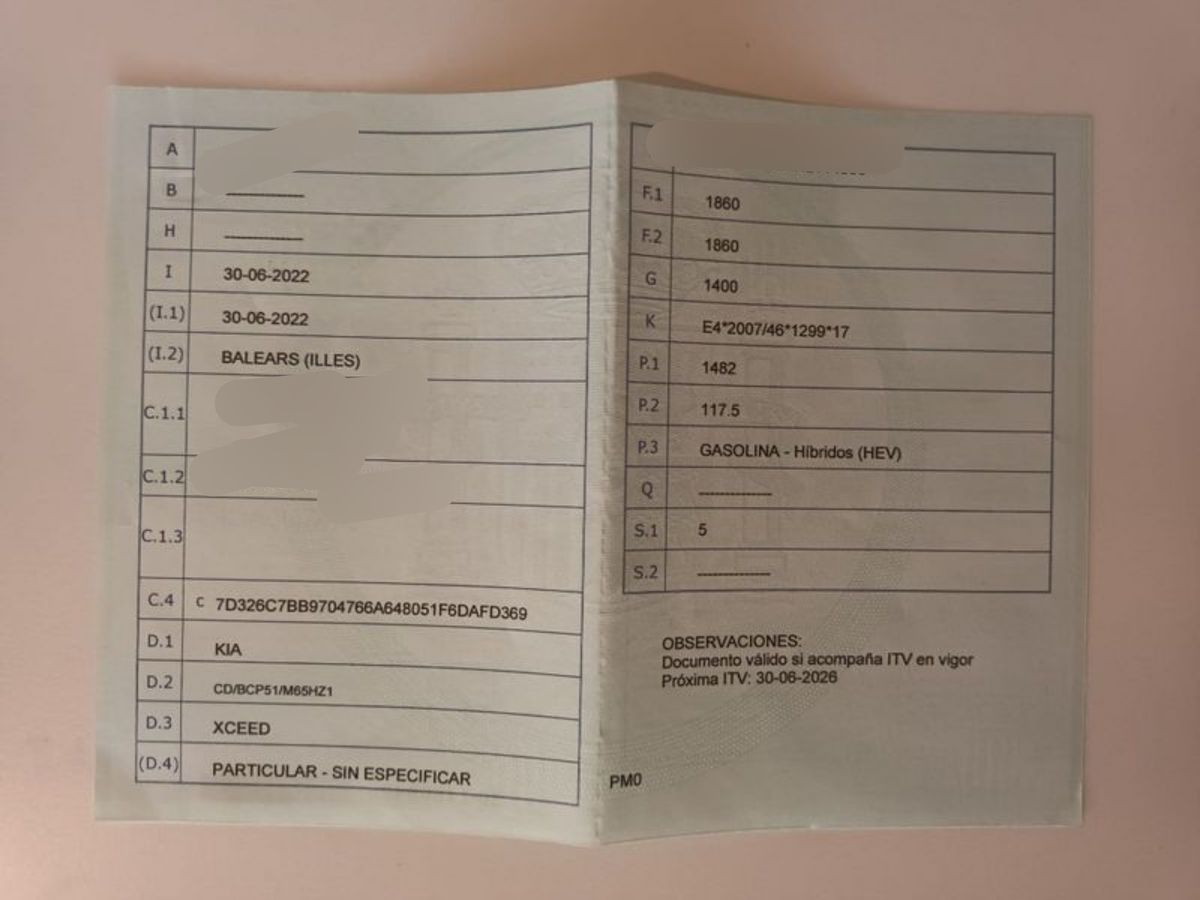 A
B --------------
H --------------
I 30-06-2022
(I.1) 30-06-2022
(I.2) BALEARS (ILLES)
C.1.1
C.1.2
C.1.3
C.4 C 7D326C7BB9704766A648051F6DAFD369
D.1 KIA
D.2 CD/BCP51/M65HZ1
D.3 XCEED
(D.4) PARTICULAR - SIN ESPECIFICAR
F.1 1860
F.2 1860
G 1400
K E4*2007/46*1299*17
P.1 1482
P.2 117.5
P.3 GASOLINA - Híbridos (HEV)
Q --------------
S.1 5
S.2 --------------
OBSERVACIONES:
Documento válido si acompaña ITV en vigor
Próxima ITV: 30-06-2026
PM0